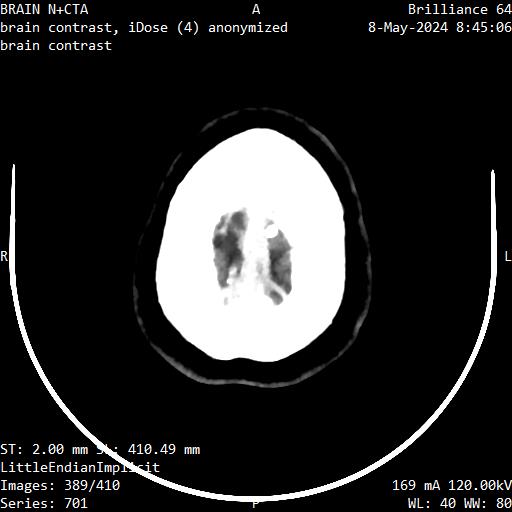 BRAIN N+CTA
A
Brilliance 64
brain contrast, iDose (4) anonymized
8-May-2024 8:45:06
brain contrast
R
L
ST: 2.00 mm SL: 410.49 mm
LittleEndianImplicit
Images: 389/410
169 mA 120.00kV
Series: 701
P
WL: 40 WW: 80